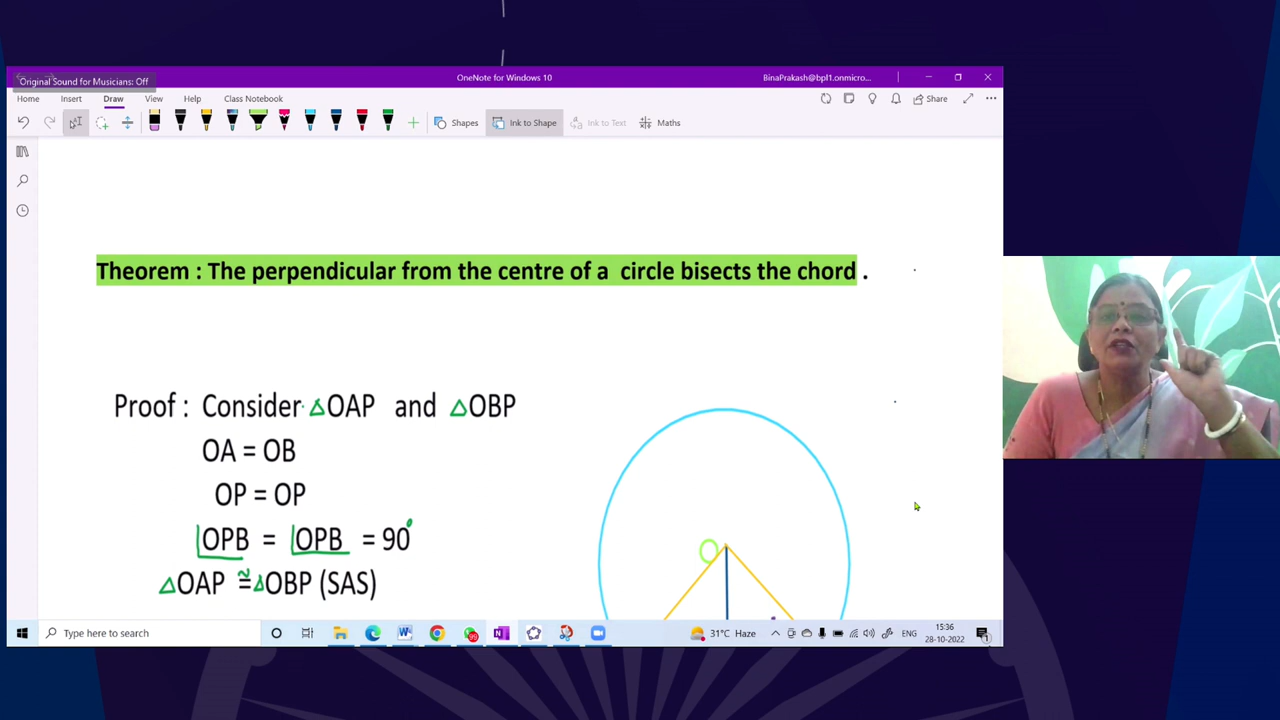 Original Sound for Musicians: Off
OneNote for Windows 10
BinaPrakash@bpl1.onmicro...
Home Insert Draw View Help Class Notebook
Share
Shapes Ink to Shape Ink to Text Maths
Theorem : The perpendicular from the centre of a circle bisects the chord .
Proof : Consider △OAP and △OBP
OA = OB
OP = OP
∠OPB = ∠OPB = 90°
△OAP ≅ △OBP (SAS)
O
Type here to search
99
31°C Haze
ENG
15:36
28-10-2022
1